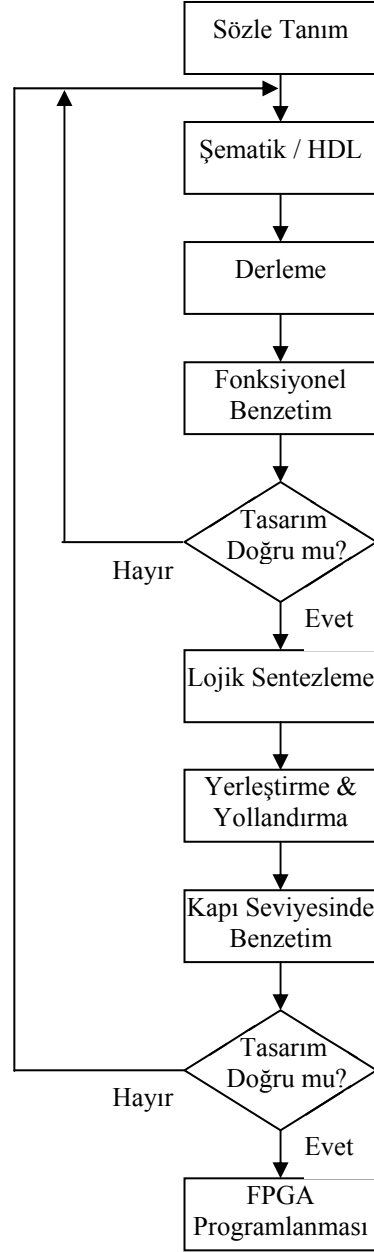 Sözle Tanım
Şematik / HDL
Derleme
Fonksiyonel
Benzetim
Tasarım
Doğru mu?
Hayır
Evet
Lojik Sentezleme
Yerleştirme &
Yollandırma
Kapı Seviyesinde
Benzetim
Tasarım
Doğru mu?
Hayır
Evet
FPGA
Programlanması